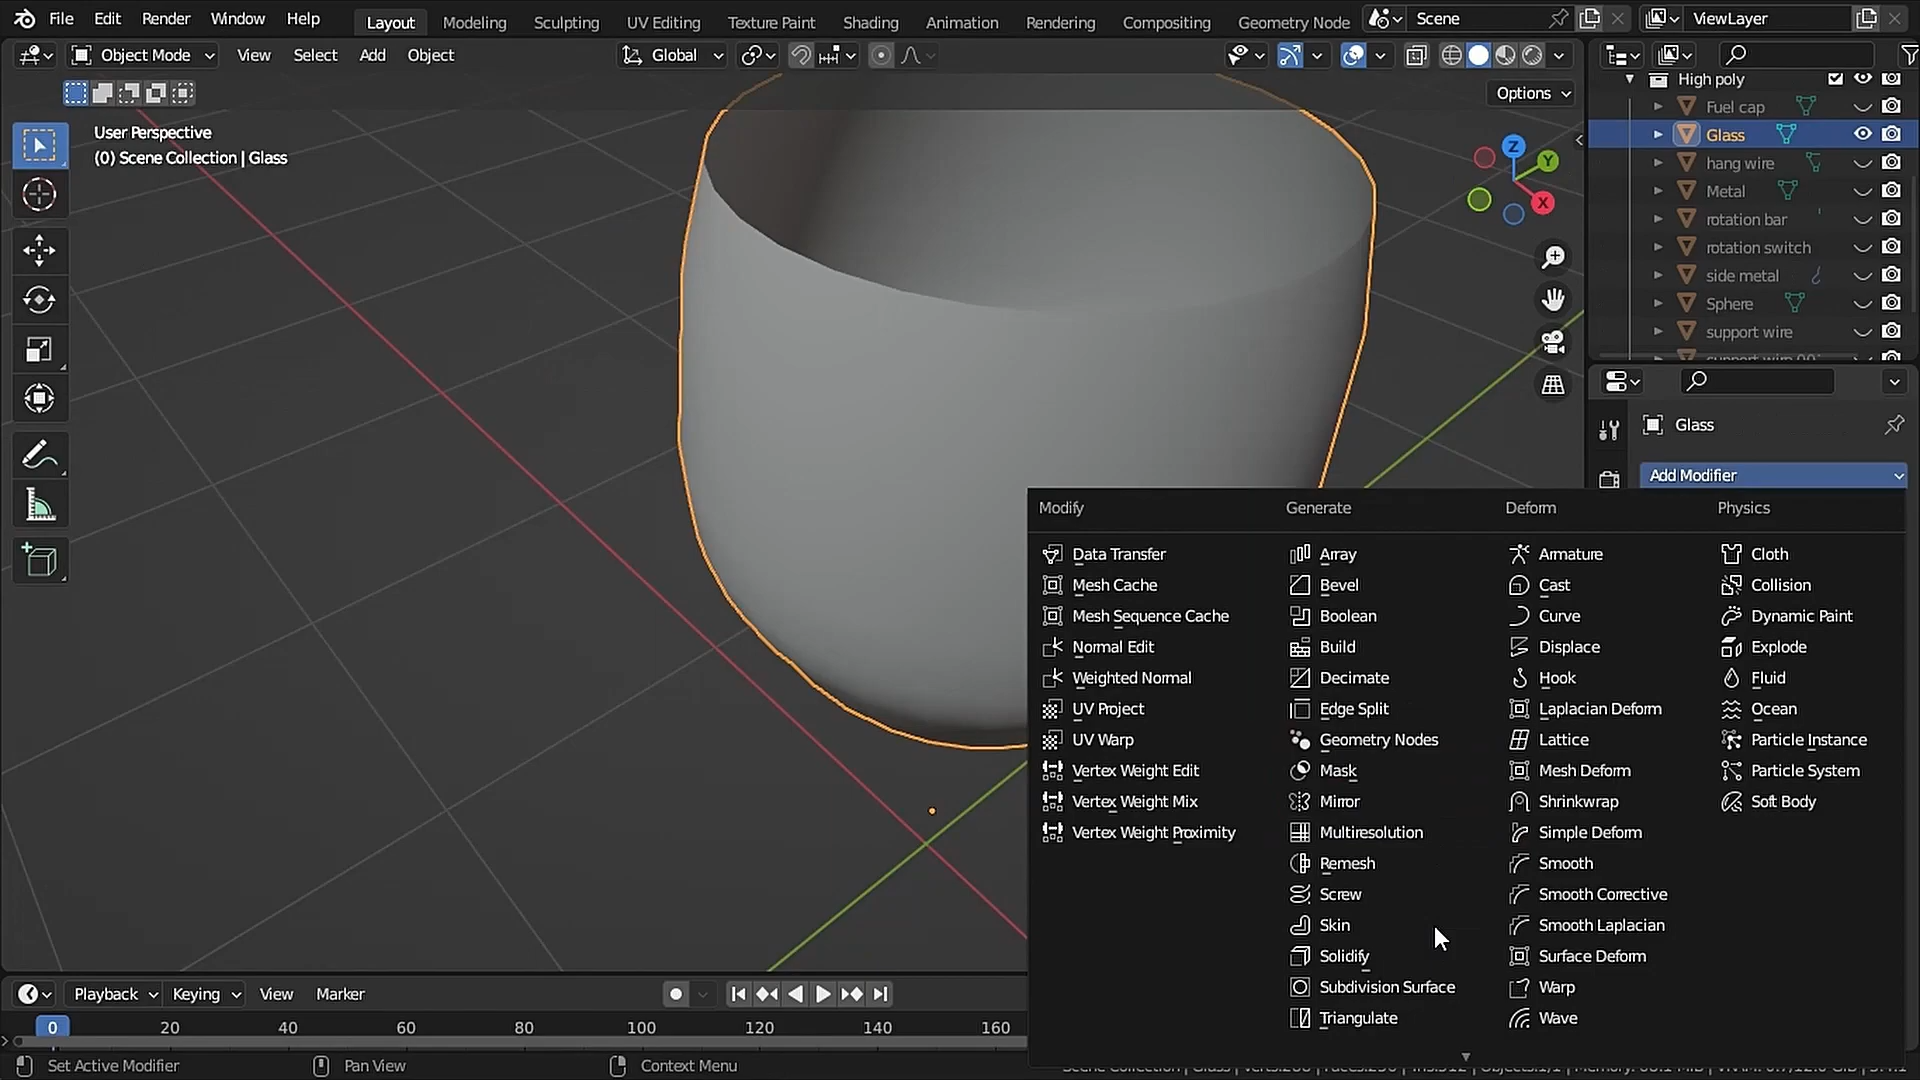 File Edit Render Window Help Layout Modeling Sculpting UV Editing Texture Paint Shading Animation Rendering Compositing Geometry Node Scene ViewLayer
Object Mode View Select Add Object Global
Options
User Perspective
(0) Scene Collection | Glass
Z
Y
X
High poly
Fuel cap
Glass
hang wire
Metal
rotation bar
rotation switch
side metal
Sphere
support wire
Glass
Add Modifier
Modify Generate Deform Physics
Data Transfer Array Armature Cloth
Mesh Cache Bevel Cast Collision
Mesh Sequence Cache Boolean Curve Dynamic Paint
Normal Edit Build Displace Explode
Weighted Normal Decimate Hook Fluid
UV Project Edge Split Laplacian Deform Ocean
UV Warp Geometry Nodes Lattice Particle Instance
Vertex Weight Edit Mask Mesh Deform Particle System
Vertex Weight Mix Mirror Shrinkwrap Soft Body
Vertex Weight Proximity Multiresolution Simple Deform
Remesh Smooth
Screw Smooth Corrective
Skin Smooth Laplacian
Solidify Surface Deform
Subdivision Surface Warp
Triangulate Wave
Playback Keying View Marker
0 20 40 60 80 100 120 140 160
Set Active Modifier Pan View Context Menu